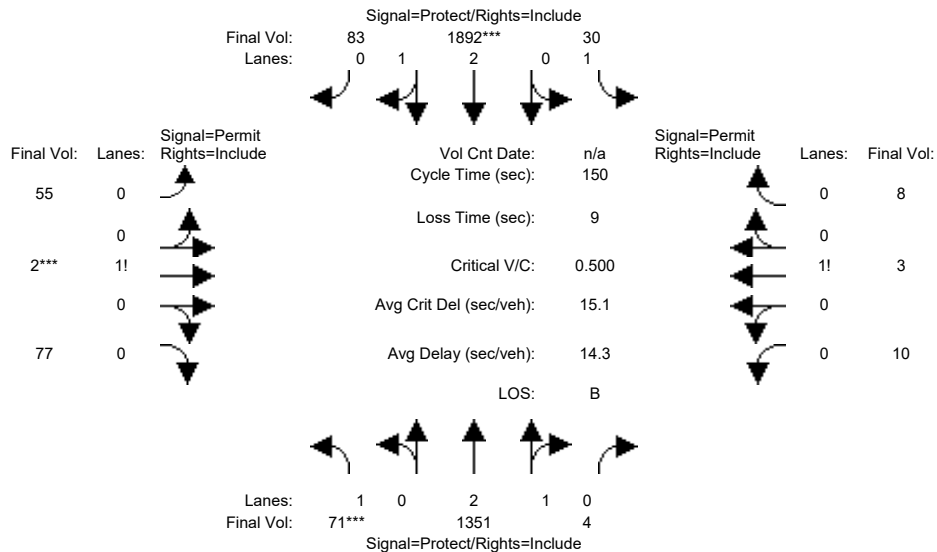 Signal=Protect/Rights=Include
Final Vol: 83 1892*** 30
Lanes: 0 1 2 0 1
Signal=Permit
Final Vol: Lanes: Rights=Include
Vol Cnt Date: n/a
Signal=Permit
Rights=Include Lanes: Final Vol:
Cycle Time (sec): 150
55 0
0 8
Loss Time (sec): 9
0
0
2*** 1!
Critical V/C: 0.500
1! 3
0
Avg Crit Del (sec/veh): 15.1
0
77 0
Avg Delay (sec/veh): 14.3
0 10
LOS: B
Lanes: 1 0 2 1 0
Final Vol: 71*** 1351 4
Signal=Protect/Rights=Include